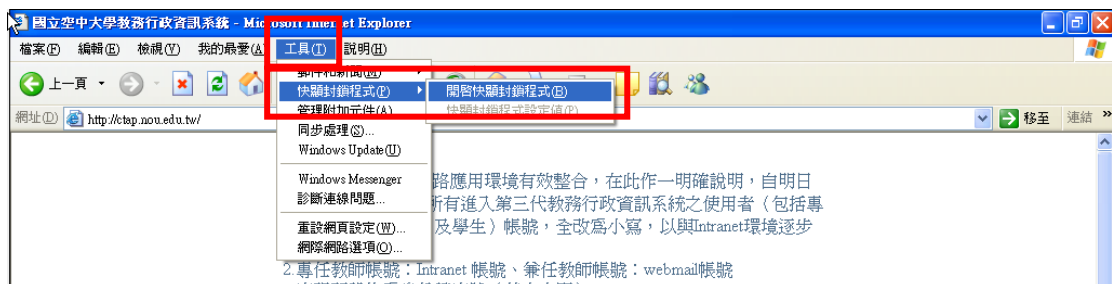 國立空中大學教務行政資訊系統 - Microsoft Internet Explorer
檔案(F) 編輯(E) 檢視(V) 我的最愛(A) 工具(T) 說明(H)
上一頁
郵件和新聞(M)
快顯封鎖程式(P) 開啓快顯封鎖程式(B)
管理附加元件(A) 快顯封鎖程式設定值(P)
網址(D) http://ctap.nou.edu.tw/ 移至 連結 »
同步處理(S)...
Windows Update(U)
Windows Messenger 路應用環境有效整合，在此作一明確說明，自明日
診斷連線問題... 所有進入第三代教務行政資訊系統之使用者（包括專
重設網頁設定(W)... 及學生）帳號，全改爲小寫，以與Intranet環境逐步
網際網路選項(O)...
2.專任教師帳號：Intranet 帳號、兼任教師帳號：webmail帳號